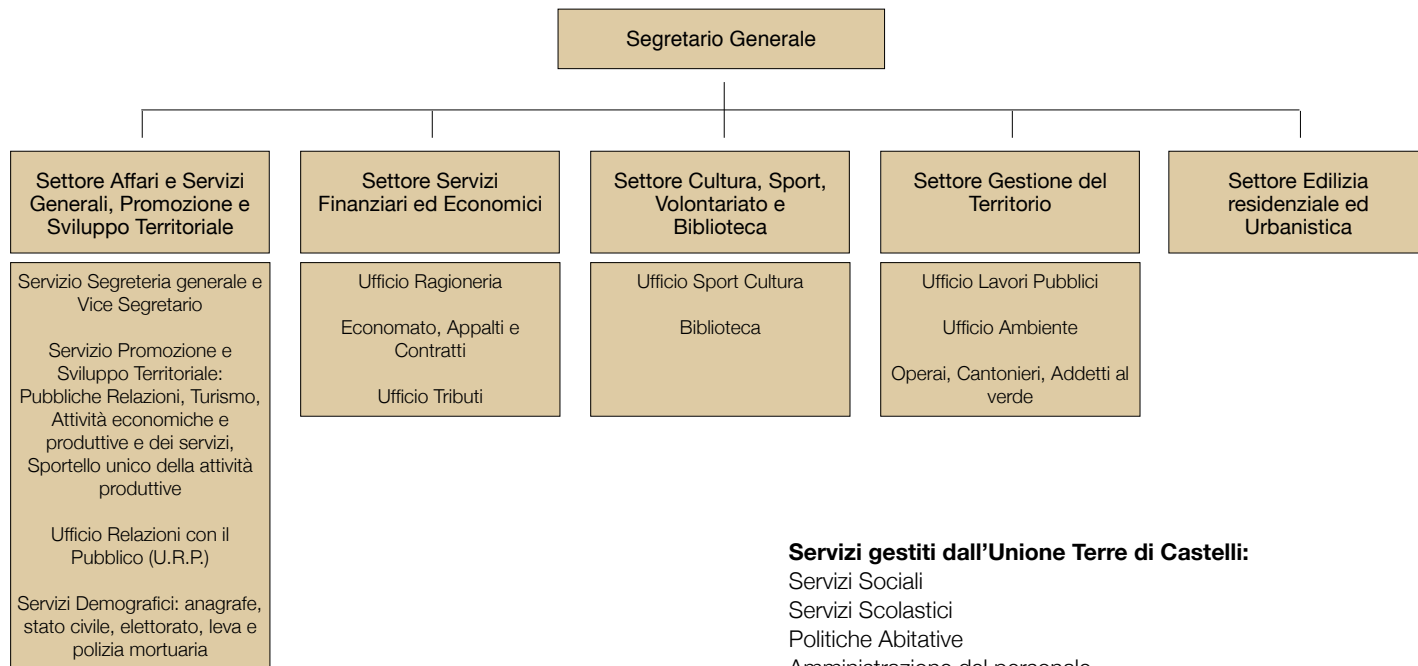 Segretario Generale
Settore Affari e Servizi
Generali, Promozione e
Sviluppo Territoriale
Servizio Segreteria generale e
Vice Segretario
Servizio Promozione e
Sviluppo Territoriale:
Pubbliche Relazioni, Turismo,
Attività economiche e
produttive e dei servizi,
Sportello unico della attività
produttive
Ufficio Relazioni con il
Pubblico (U.R.P.)
Servizi Demografici: anagrafe,
stato civile, elettorato, leva e
polizia mortuaria
Settore Servizi
Finanziari ed Economici
Ufficio Ragioneria
Economato, Appalti e
Contratti
Ufficio Tributi
Settore Cultura, Sport,
Volontariato e
Biblioteca
Ufficio Sport Cultura
Biblioteca
Settore Gestione del
Territorio
Ufficio Lavori Pubblici
Ufficio Ambiente
Operai, Cantonieri, Addetti al
verde
Settore Edilizia
residenziale ed
Urbanistica
Servizi gestiti dall'Unione Terre di Castelli:
Servizi Sociali
Servizi Scolastici
Politiche Abitative
Amministrazione del personale